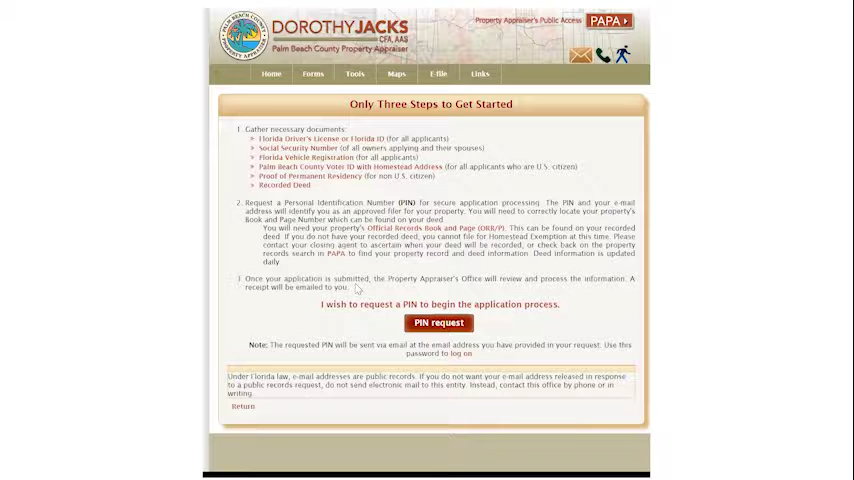 PALM BEACH COUNTY
PROPERTY APPRAISER
DOROTHY JACKS
CFA, AAS
Palm Beach County Property Appraiser
Property Appraiser's Public Access
PAPA
Home
Forms
Tools
Maps
E-file
Links
Only Three Steps to Get Started
1. Gather necessary documents:
Florida Driver's License or Florida ID (for all applicants)
Social Security Number (of all owners applying and their spouses)
Florida Vehicle Registration (for all applicants)
Palm Beach County Voter ID with Homestead Address (for all applicants who are U.S. citizen)
Proof of Permanent Residency (for non U.S. citizen)
Recorded Deed
2. Request a Personal Identification Number (PIN) for secure application processing. The PIN and your e-mail
address will identify you as an approved filer for your property. You will need to correctly locate your property's
Book and Page Number which can be found on your deed.
You will need your property's Official Records Book and Page (ORB/P). This can be found on your recorded
deed. If you do not have your recorded deed, you cannot file for Homestead Exemption at this time. Please
contact your closing agent to ascertain when your deed will be recorded, or check back on the property
records search in PAPA to find your property record and deed information. Deed information is updated
daily
3 Once your application is submitted, the Property Appraiser's Office will review and process the information. A
receipt will be emailed to you.
I wish to request a PIN to begin the application process.
PIN request
Note: The requested PIN will be sent via email at the email address you have provided in your request. Use this
password to log on
Under Florida law, e-mail addresses are public records. If you do not want your e-mail address released in response
to a public records request, do not send electronic mail to this entity. Instead, contact this office by phone or in
writing.
Return